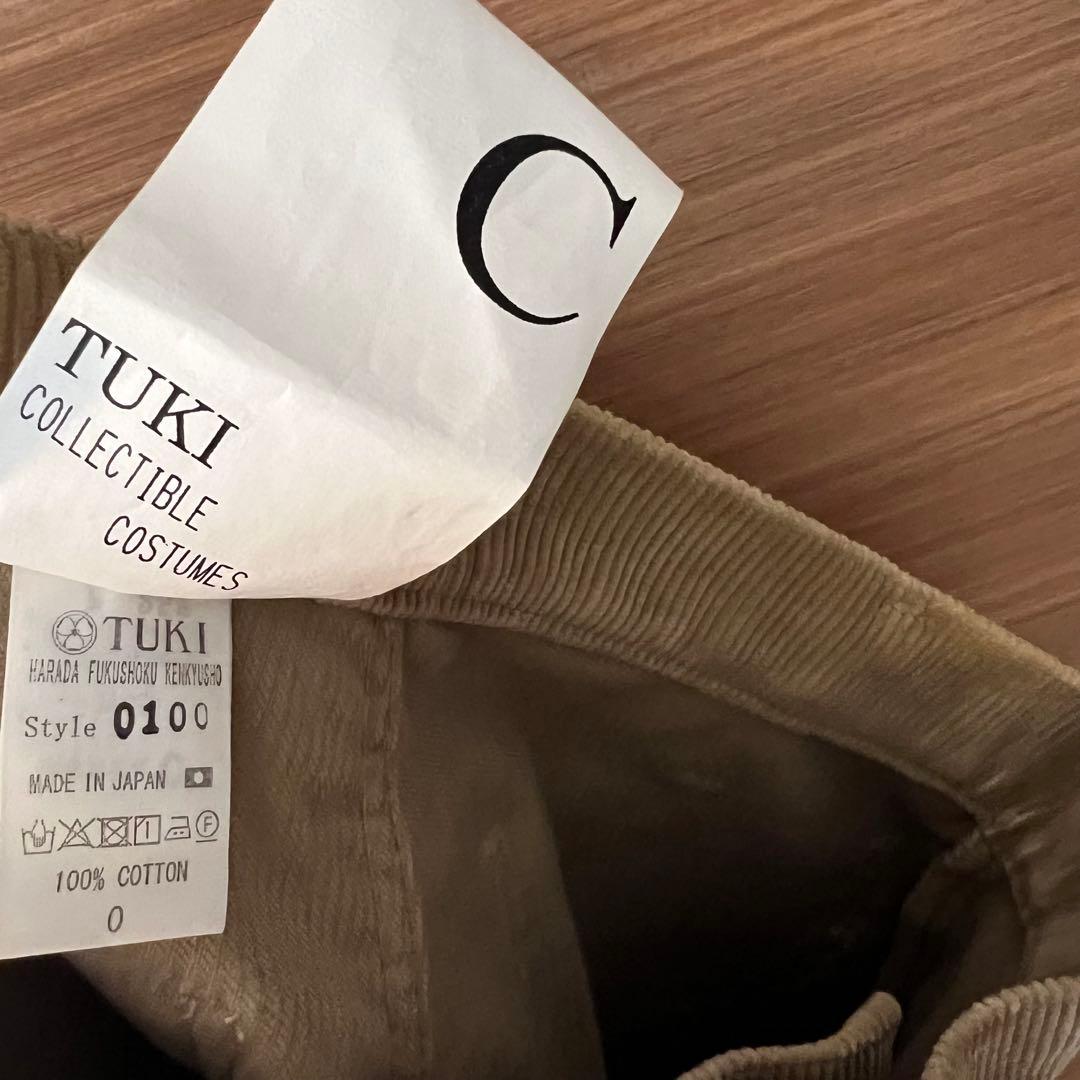 C
TUKI
COLLECTIBLE
COSTUMES
TUKI
HARADA FUKUSHOKU KENKYUSHO
Style 0100
MADE IN JAPAN
F
100% COTTON
0